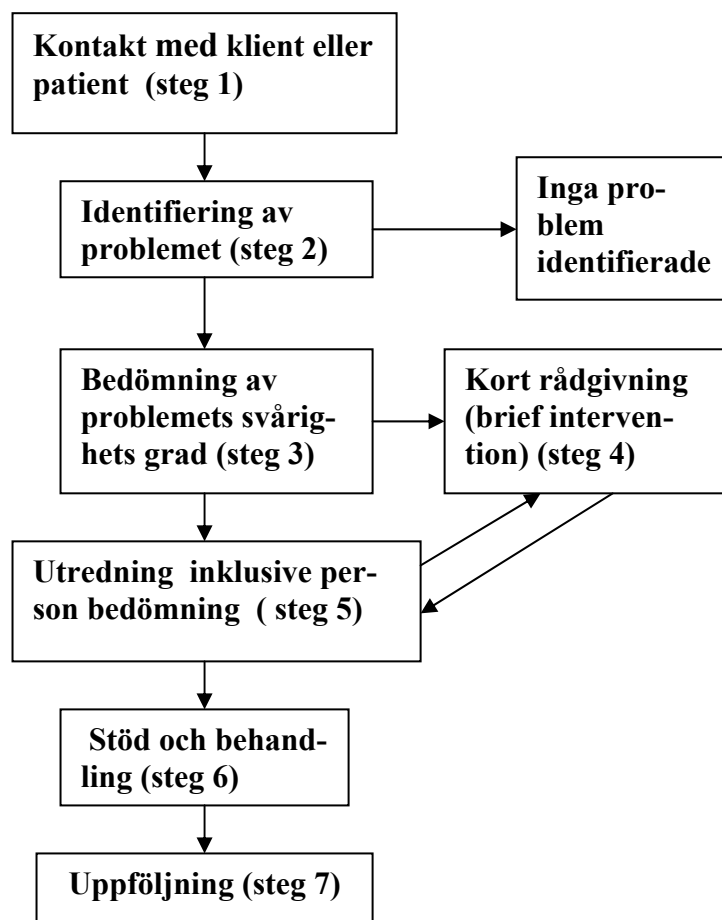 Kontakt med klient eller
patient (steg 1)
Identifiering av
problemet (steg 2)
Inga pro-
blem
identifierade
Bedömning av
problemets svårig-
hets grad (steg 3)
Kort rådgivning
(brief interven-
tion) (steg 4)
Utredning inklusive per-
son bedömning ( steg 5)
Stöd och behand-
ling (steg 6)
Uppföljning (steg 7)